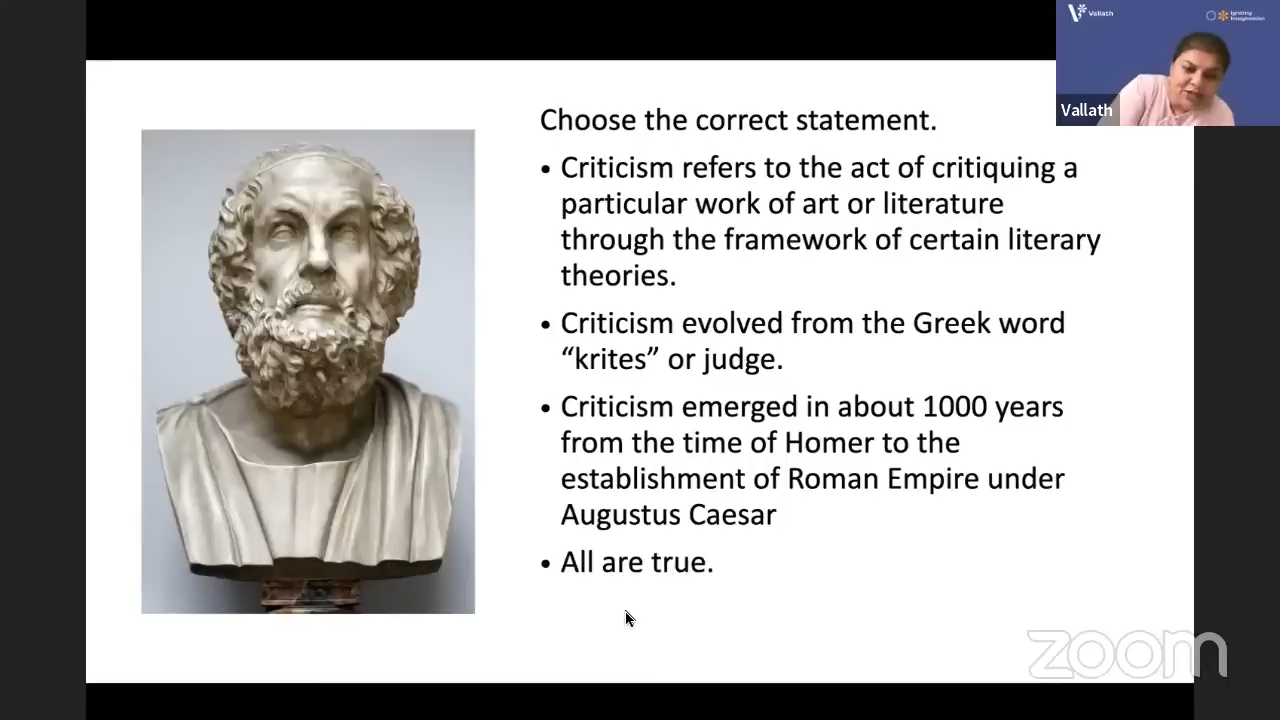 Vallath
Igniting
Imagination
Vallath
Choose the correct statement.
• Criticism refers to the act of critiquing a
particular work of art or literature
through the framework of certain literary
theories.
• Criticism evolved from the Greek word
“krites” or judge.
• Criticism emerged in about 1000 years
from the time of Homer to the
establishment of Roman Empire under
Augustus Caesar
• All are true.
zoom